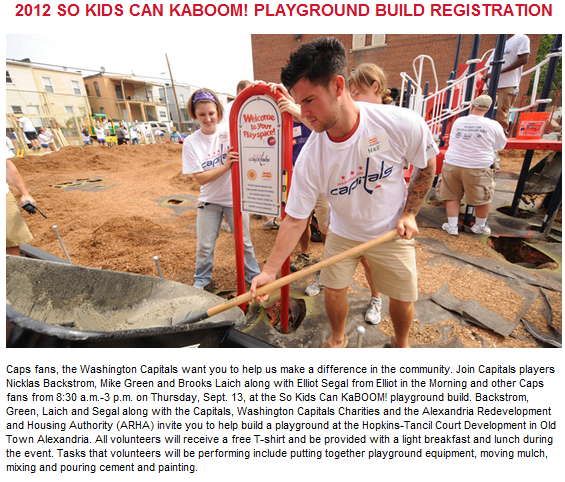 2012 SO KIDS CAN KABOOM! PLAYGROUND BUILD REGISTRATION
Welcome to
Your
Playspace!
capitals
capitals
capitals
Caps fans, the Washington Capitals want you to help us make a difference in the community. Join Capitals players
Nicklas Backstrom, Mike Green and Brooks Laich along with Elliot Segal from Elliot in the Morning and other Caps
fans from 8:30 a.m.-3 p.m. on Thursday, Sept. 13, at the So Kids Can KaBOOM! playground build. Backstrom,
Green, Laich and Segal along with the Capitals, Washington Capitals Charities and the Alexandria Redevelopment
and Housing Authority (ARHA) invite you to help build a playground at the Hopkins-Tancil Court Development in Old
Town Alexandria. All volunteers will receive a free T-shirt and be provided with a light breakfast and lunch during
the event. Tasks that volunteers will be performing include putting together playground equipment, moving mulch,
mixing and pouring cement and painting.